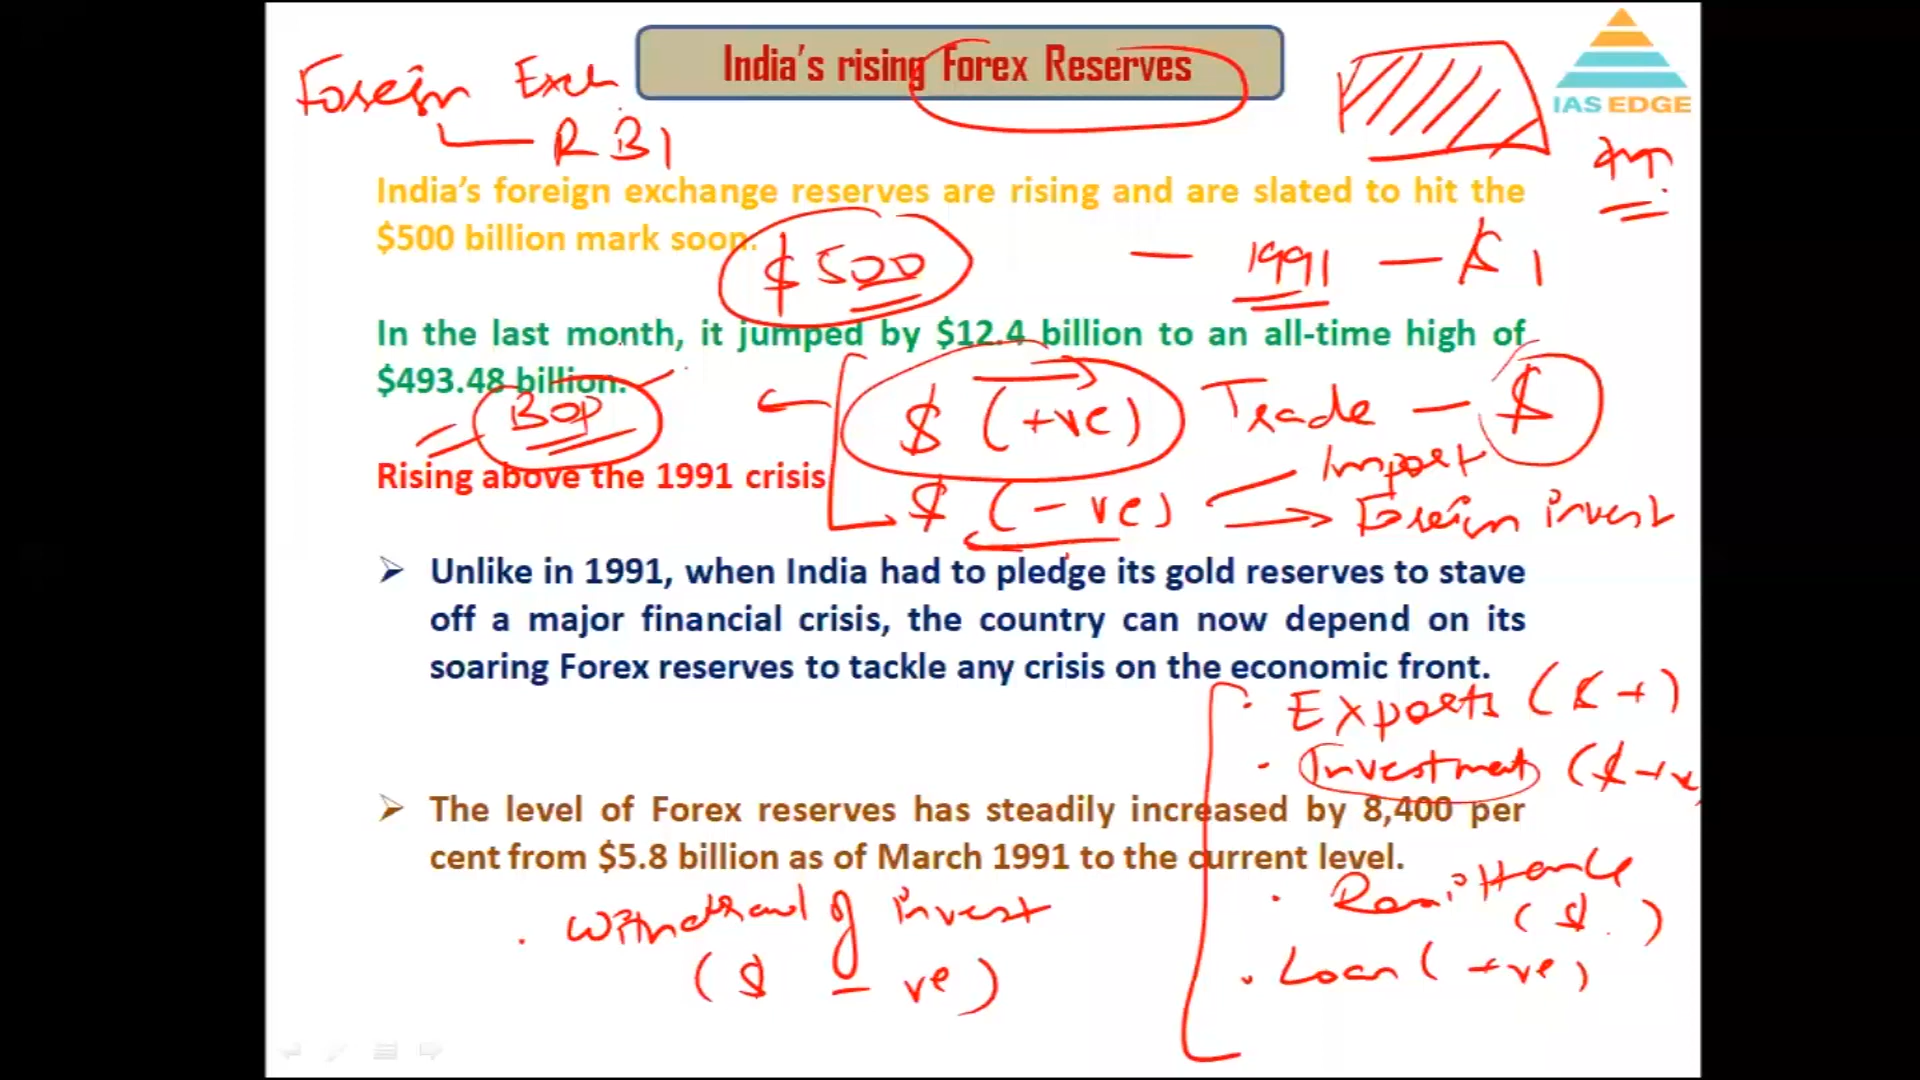 India's rising Forex Reserves
IAS EDGE
Foreign Exch
RBI
India's foreign exchange reserves are rising and are slated to hit the
$500 billion mark soon.
$ 500 — 1991 — $ 1
In the last month, it jumped by $12.4 billion to an all-time high of
$493.48 billion.
BOP
$ (+ve) Trade — $
Import
Rising above the 1991 crisis
$ (-ve)
Foreign invest
Unlike in 1991, when India had to pledge its gold reserves to stave
off a major financial crisis, the country can now depend on its
soaring Forex reserves to tackle any crisis on the economic front.
Exports ($ +)
Investment ($ +ve
The level of Forex reserves has steadily increased by 8,400 per
cent from $5.8 billion as of March 1991 to the current level.
Remittance
($ )
of invest
($ - ve)
Loan (+ve)